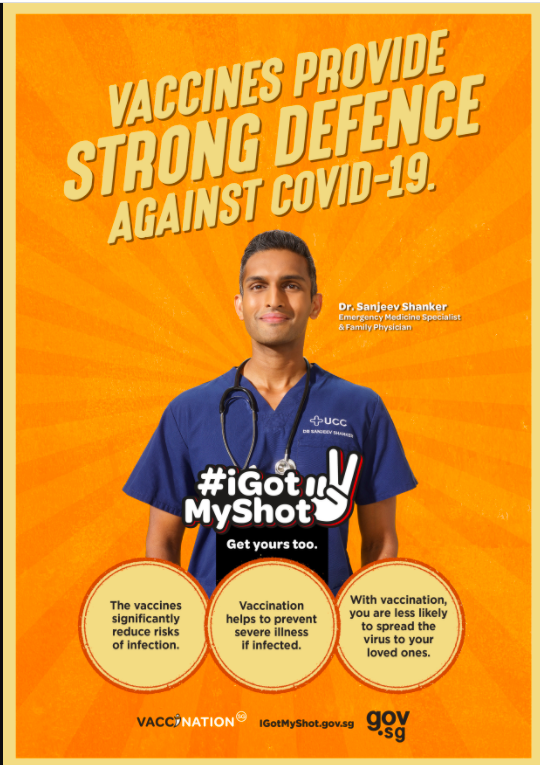 VACCINES PROVIDE
STRONG DEFENCE
AGAINST COVID-19.
Dr. Sanjeev Shanker
Emergency Medicine Specialist
& Family Physician
UCC
DR SANJEEV SHANKER
#iGot
MyShot
Get yours too.
The vaccines
significantly
reduce risks
of infection.
Vaccination
helps to prevent
severe illness
if infected.
With vaccination,
you are less likely
to spread the
virus to your
loved ones.
VACCINATION SG
IGotMyShot.gov.sg
gov
.sg